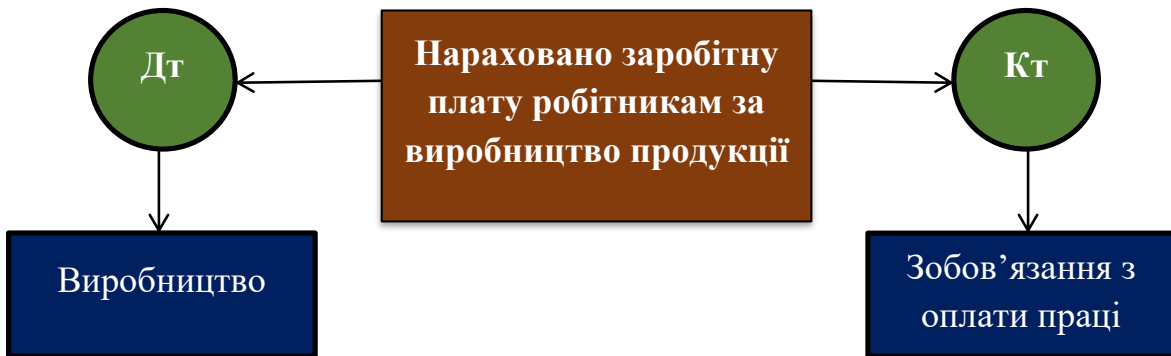 Дт
Нараховано заробітну
плату робітникам за
виробництво продукції
Кт
Виробництво
Зобов’язання з
оплати праці